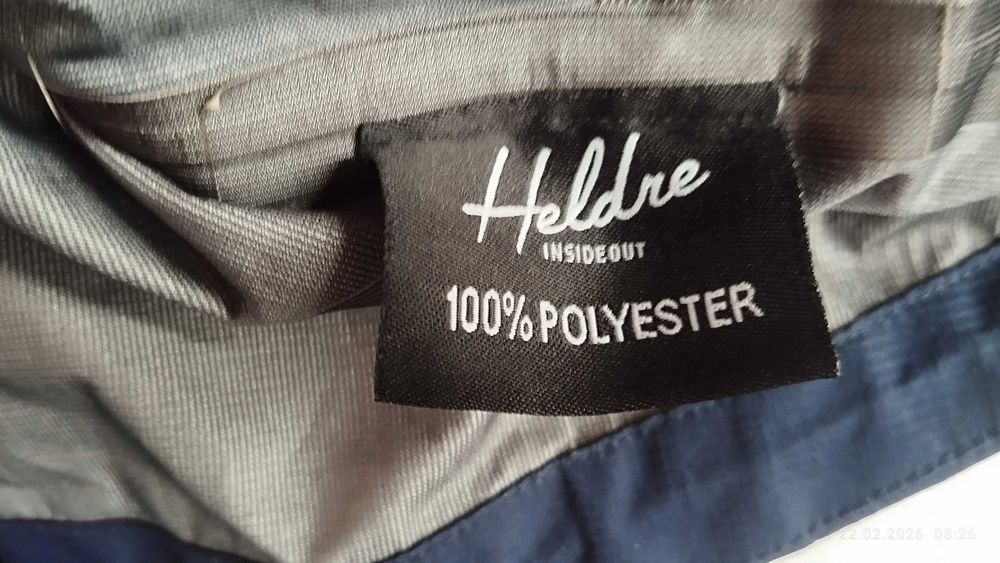 Heldre
INSIDEOUT
100% POLYESTER
22.02.2026 08:26